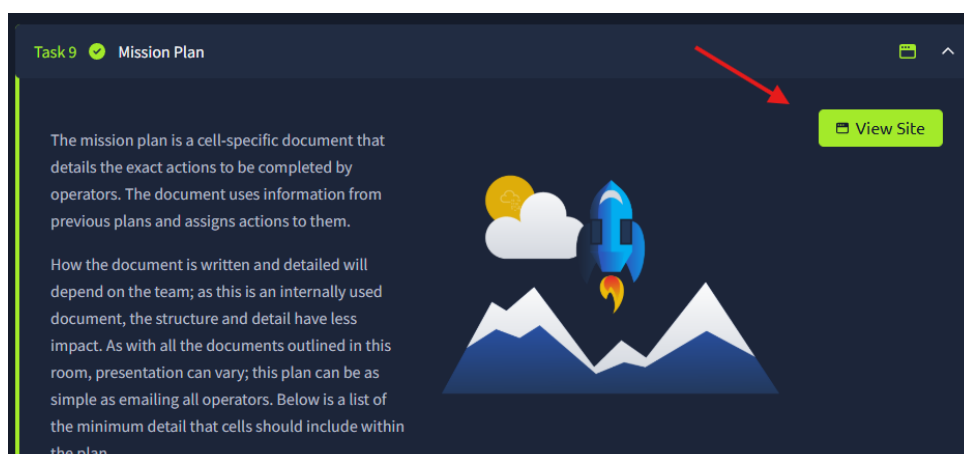 Task 9 Mission Plan
View Site
The mission plan is a cell-specific document that
details the exact actions to be completed by
operators. The document uses information from
previous plans and assigns actions to them.
How the document is written and detailed will
depend on the team; as this is an internally used
document, the structure and detail have less
impact. As with all the documents outlined in this
room, presentation can vary; this plan can be as
simple as emailing all operators. Below is a list of
the minimum detail that cells should include within
the plan.